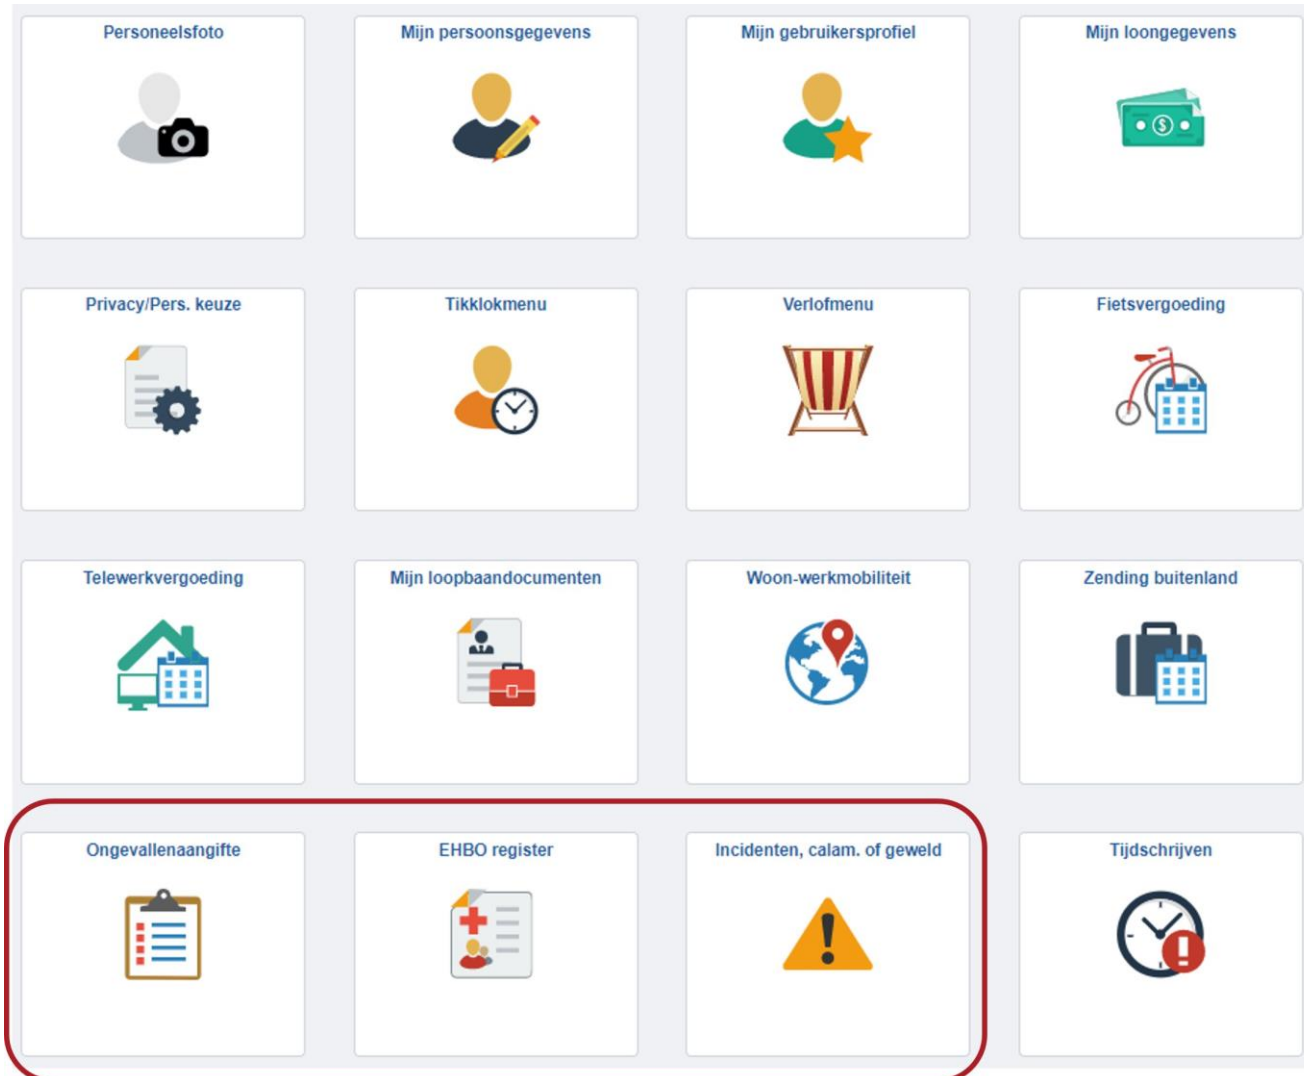 Personeelsfoto
Mijn persoonsgegevens
Mijn gebruikersprofiel
Mijn loongegevens
Privacy/Pers. keuze
Tikklokmenu
Verlofmenu
Fietsvergoeding
Telewerkvergoeding
Mijn loopbaandocumenten
Woon-werkmobiliteit
Zending buitenland
Ongevallenaangifte
EHBO register
Incidenten, calam. of geweld
Tijdschrijven